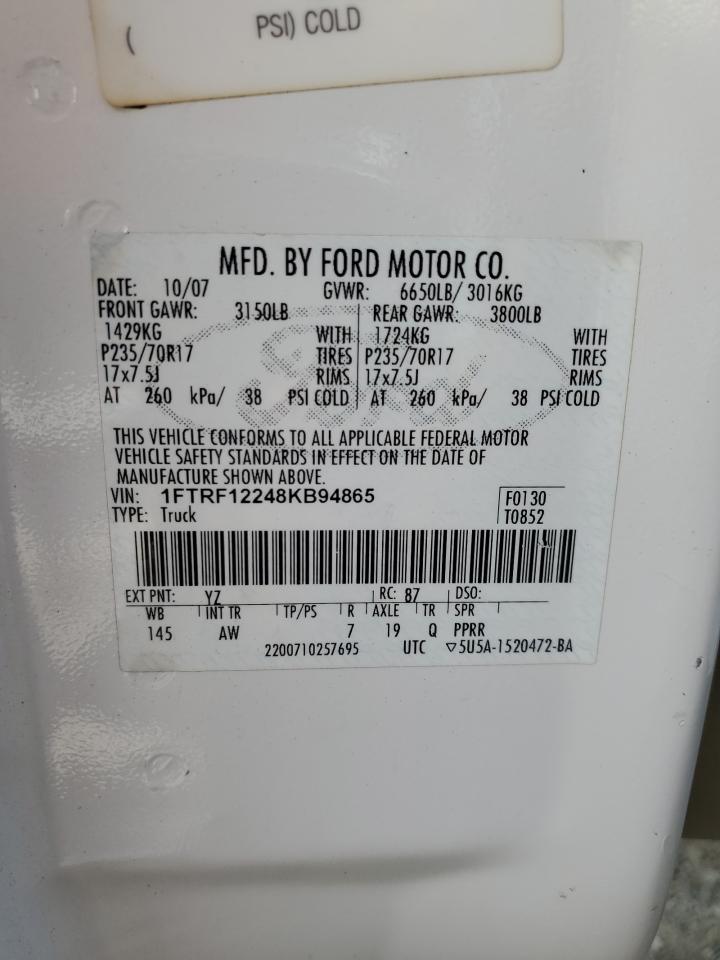 ( PSI) COLD
MFD. BY FORD MOTOR CO.
DATE: 10/07 GVWR: 6650LB/ 3016KG
FRONT GAWR: 3150LB REAR GAWR: 3800LB
1429KG WITH 1724KG WITH
P235/70R17 TIRES P235/70R17 TIRES
17x7.5J RIMS 17x7.5J RIMS
AT 260 kPa/ 38 PSI COLD AT 260 kPa/ 38 PSI COLD
THIS VEHICLE CONFORMS TO ALL APPLICABLE FEDERAL MOTOR
VEHICLE SAFETY STANDARDS IN EFFECT ON THE DATE OF
MANUFACTURE SHOWN ABOVE.
VIN: 1FTRF12248KB94865 F0130
TYPE: Truck T0852
EXT PNT: YZ RC: 87 DSO:
WB INT TR TP/PS R AXLE TR SPR
145 AW 7 19 Q PPRR
2200710257695 UTC ▽5U5A-1520472-BA